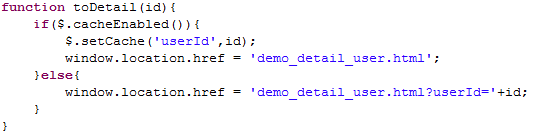 function toDetail(id){
    if($.cacheEnabled()){
        $.setCache('userId',id);
        window.location.href = 'demo_detail_user.html';
    }else{
        window.location.href = 'demo_detail_user.html?userId='+id;
    }
}